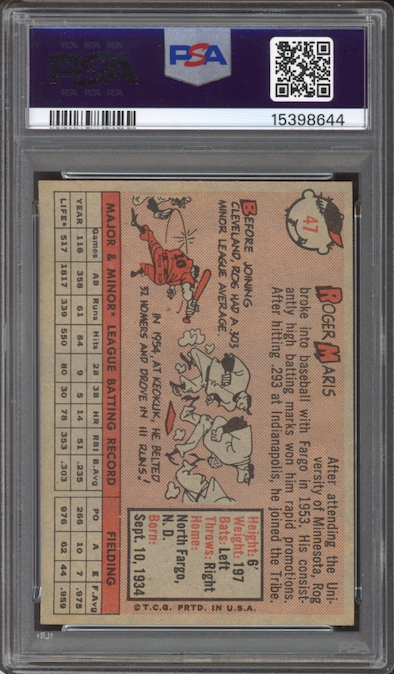 PSA
PSA
15398644
47
ROGER MARIS
After attending the Uni-
versity of Minnesota, Rog
broke into baseball with Fargo in 1953. His consist-
antly high batting marks won him rapid promotions.
After hitting .293 at Indianapolis, he joined the Tribe.
BEFORE JOINING
CLEVELAND, ROG HAD A .303
MINOR LEAGUE AVERAGE.
10
IN 1954, AT KEOKUK, HE BELTED
32 HOMERS AND DROVE IN 111 RUNS!
Height: 6'
Weight: 197
Bats: Left
Throws: Right
Home:
North Fargo,
N. D.
Born:
Sept. 10, 1934
MAJOR & MINOR* LEAGUE BATTING RECORD FIELDING
Games AB Runs Hits 2B 3B HR RBI B.Avg PO A E F.Avg
YEAR 116 358 61 84 9 5 14 51 .235 266 10 7 .975
LIFE* 517 1817 339 550 80 30 78 353 .303 976 62 44 .959
© T.C.G. PRTD. IN U.S.A.